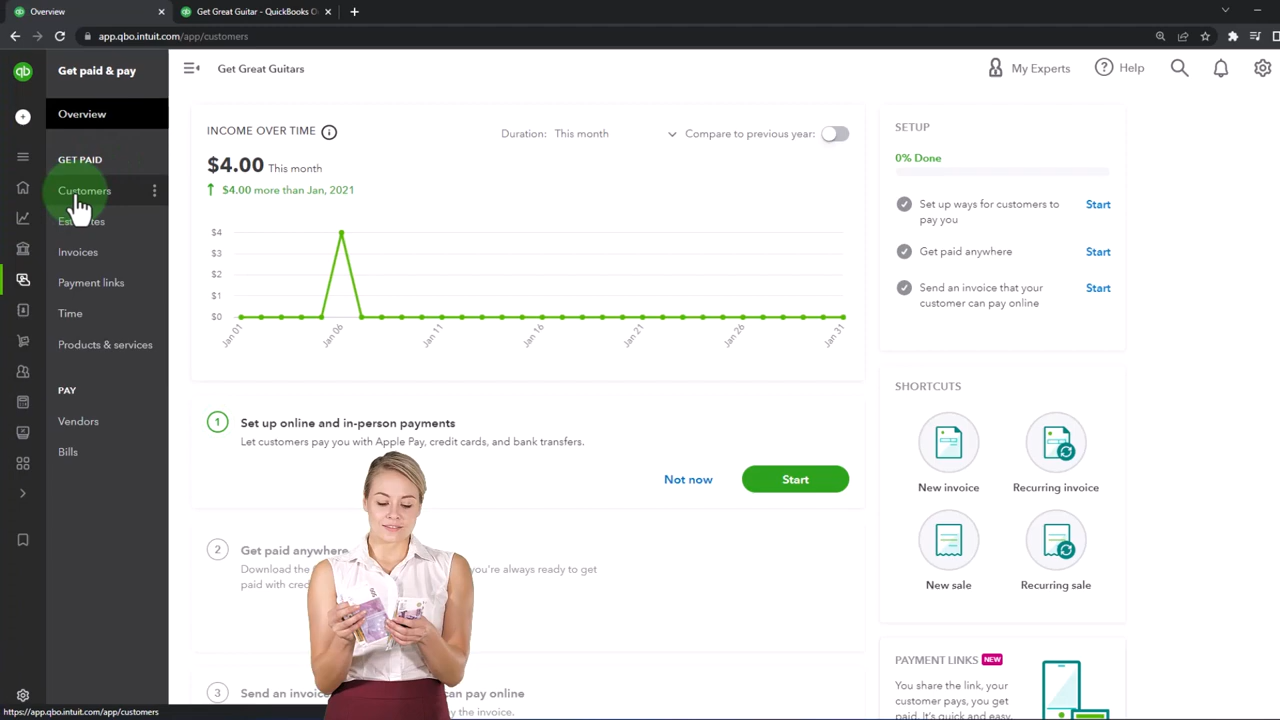 Overview
Get Great Guitar - QuickBooks O
app.qbo.intuit.com/app/customers
qb
Get paid & pay
Overview
GET PAID
Customers
Estimates
Invoices
Payment links
Time
Products & services
PAY
Vendors
Bills
https://qbo.intuit.com/app/customers
Get Great Guitars
My Experts
Help
INCOME OVER TIME
Duration: This month
Compare to previous year:
$4.00 This month
$4.00 more than Jan, 2021
$4
$3
$2
$1
$0
Jan 01
Jan 06
Jan 11
Jan 16
Jan 21
Jan 26
Jan 31
1 Set up online and in-person payments
Let customers pay you with Apple Pay, credit cards, and bank transfers.
Not now
Start
2 Get paid anywhere
Download the you're always ready to get
paid with cred
3 Send an invoice can pay online
by the invoice.
SETUP
0% Done
Set up ways for customers to
pay you
Start
Get paid anywhere
Start
Send an invoice that your
customer can pay online
Start
SHORTCUTS
New invoice
Recurring invoice
New sale
Recurring sale
PAYMENT LINKS NEW
You share the link, your
customer pays, you get
paid. It's quick and easy,